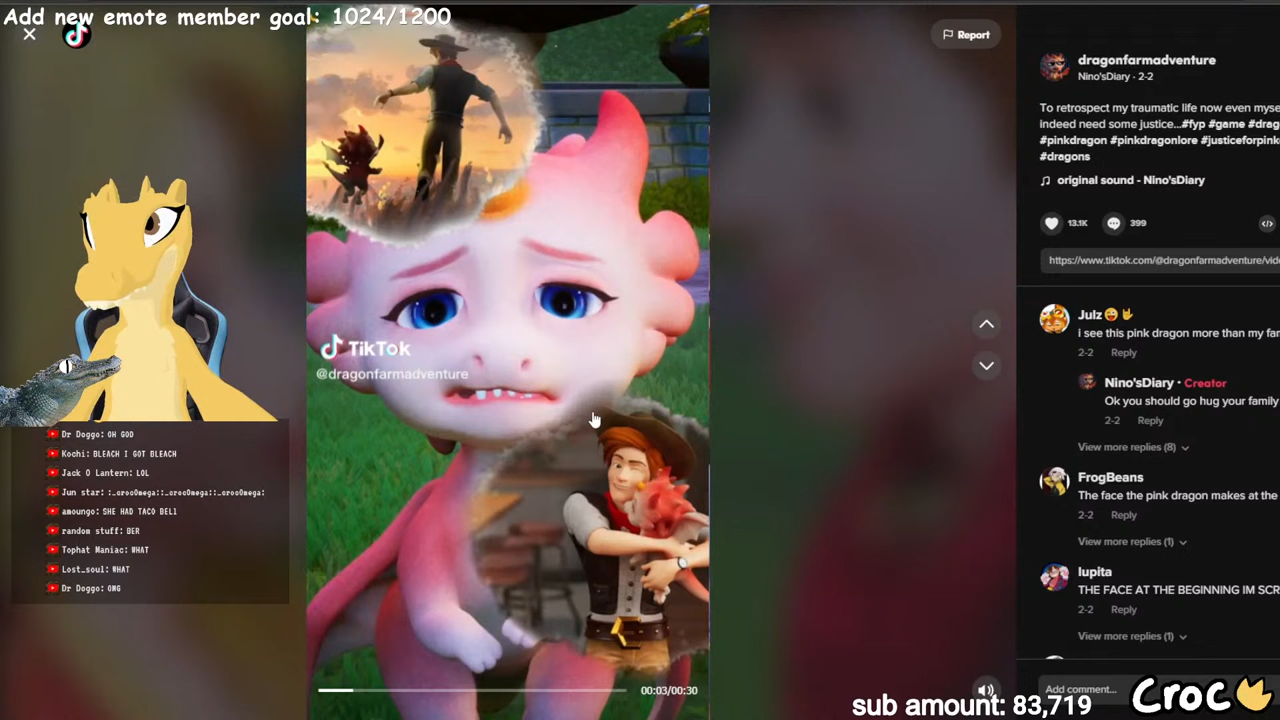 Add new emote member goal: 1024/1200
Report
dragonfarmadventure
Nino'sDiary · 2-2
To retrospect my traumatic life now even myse
indeed need some justice...#fyp #game #drag
#pinkdragon #pinkdragonlore #justiceforpink
#dragons
original sound - Nino'sDiary
13.1K
399
https://www.tiktok.com/@dragonfarmadventure/vide
TikTok
@dragonfarmadventure
Julz
i see this pink dragon more than my fam
2-2 Reply
Nino'sDiary · Creator
Ok you should go hug your family
2-2 Reply
View more replies (8)
FrogBeans
The face the pink dragon makes at the
2-2 Reply
View more replies (1)
lupita
THE FACE AT THE BEGINNING IM SCR
2-2 Reply
View more replies (1)
Dr Doggo: OH GOD
Kochi: BLEACH I GOT BLEACH
Jack O Lantern: LOL
Jun star: :_crocOmega::_crocOmega::_crocOmega:
amoungo: SHE HAD TACO BELl
random stuff: BER
Tophat Maniac: WHAT
Lost_soul: WHAT
Dr Doggo: OMG
00:03/00:30
Add comment...
sub amount: 83,719
Croc